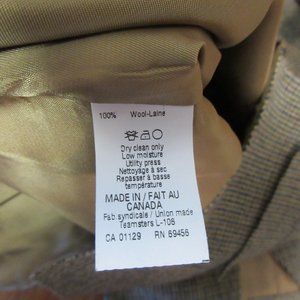 100% Wool-Laine
Dry clean only
Low moisture
Utility press
Nettoyage à sec
Repasser à basse
température
MADE IN / FAIT AU
CANADA
Fab.syndicale / Union made
Teamsters L-106
CA 01129 RN 69456